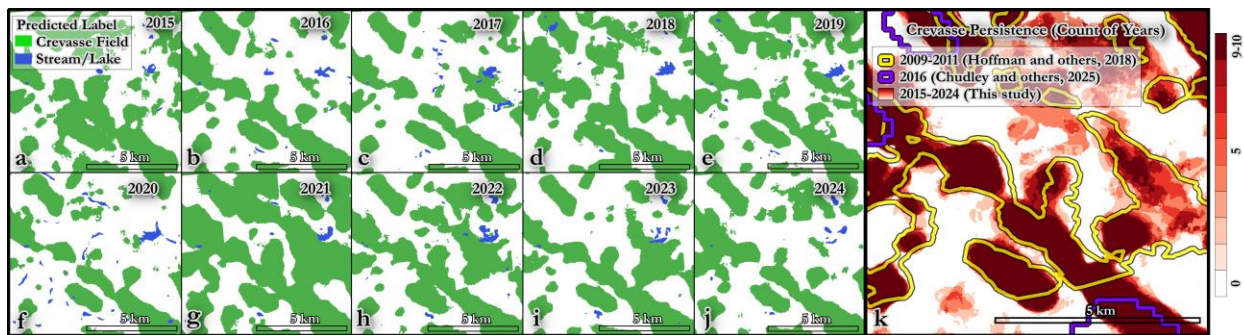 Predicted Label
Crevasse Field
Stream/Lake
2015
a
5 km
2016
b
5 km
2017
c
5 km
2018
d
5 km
2019
e
5 km
2020
f
5 km
2021
g
5 km
2022
h
5 km
2023
i
5 km
2024
j
5 km
Crevasse Persistence (Count of Years)
2009-2011 (Hoffman and others, 2018)
2016 (Chudley and others, 2025)
2015-2024 (This study)
k
5 km
9-10
5
0